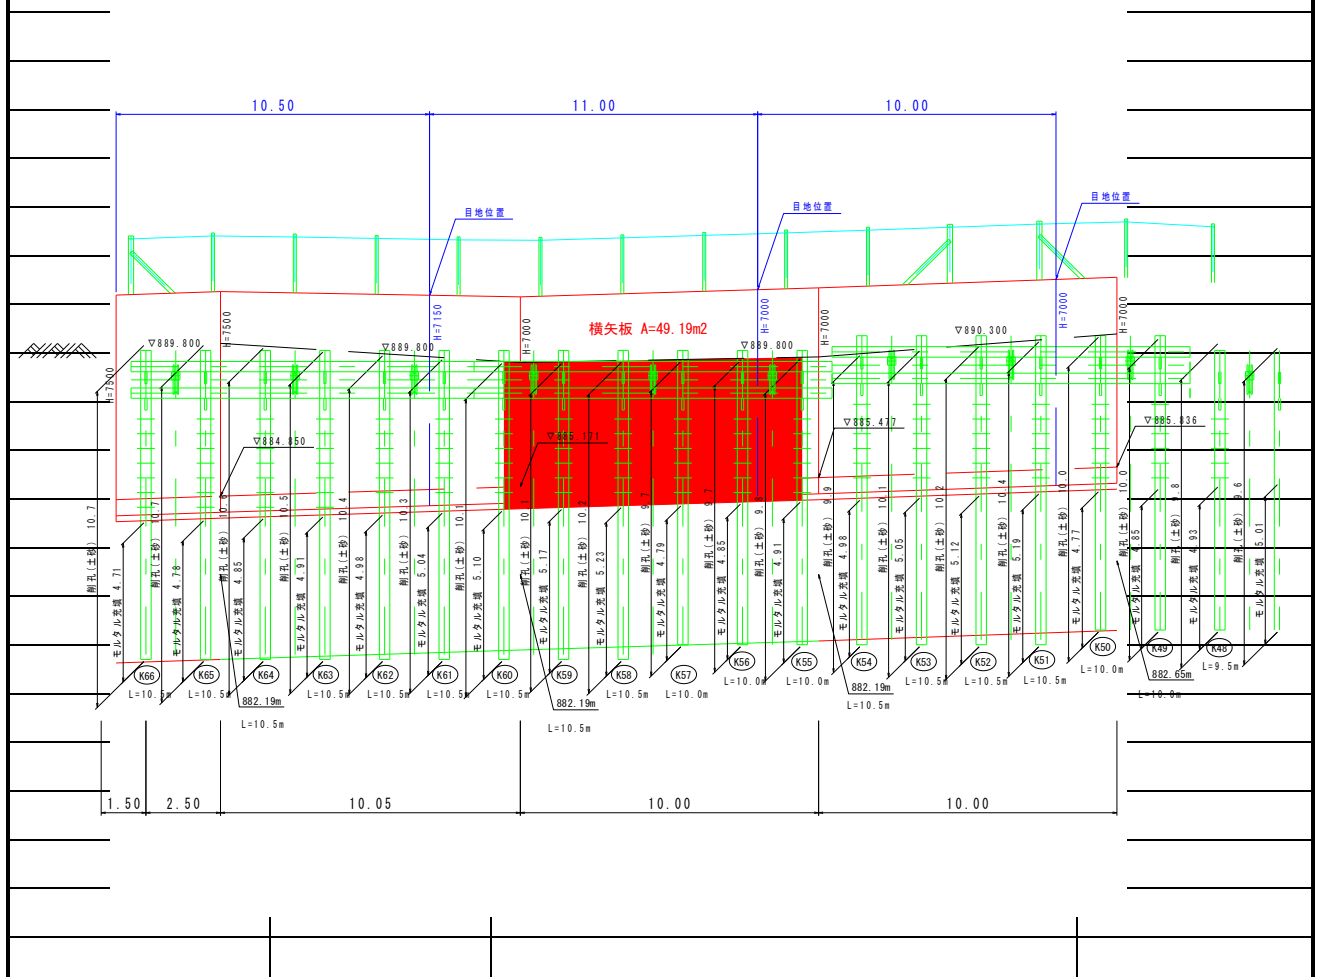 10.50
11.00
10.00
目地位置
目地位置
目地位置
H=7500
H=7500
H=7150
H=7000
H=7000
H=7000
H=7000
H=7000
横矢板 A=49.19m2
▽889.800
▽889.800
▽889.800
▽890.300
▽884.850
▽885.171
▽885.477
▽885.836
削孔(土砂) 10.7
モルタル充填 4.71
削孔(土砂) 10.7
モルタル充填 4.78
削孔(土砂) 10.6
モルタル充填 4.85
削孔(土砂) 10.5
モルタル充填 4.91
削孔(土砂) 10.4
モルタル充填 4.98
削孔(土砂) 10.3
モルタル充填 5.04
削孔(土砂) 10.1
モルタル充填 5.10
削孔(土砂) 10.1
モルタル充填 5.17
削孔(土砂) 10.2
モルタル充填 5.23
削孔(土砂) 9.7
モルタル充填 4.79
削孔(土砂) 9.7
モルタル充填 4.85
削孔(土砂) 9.8
モルタル充填 4.91
削孔(土砂) 9.9
モルタル充填 4.98
削孔(土砂) 10.1
モルタル充填 5.05
削孔(土砂) 10.2
モルタル充填 5.12
削孔(土砂) 10.4
モルタル充填 5.19
削孔(土砂) 10.0
モルタル充填 4.77
削孔(土砂) 10.0
モルタル充填 4.85
削孔(土砂) 9.8
モルタル充填 4.93
削孔(土砂) 9.6
モルタル充填 5.01
K66
K65
K64
K63
K62
K61
K60
K59
K58
K57
K56
K55
K54
K53
K52
K51
K50
K49
K48
L=10.5m
L=10.5m
L=10.5m
L=10.5m
L=10.5m
L=10.5m
L=10.5m
L=10.5m
L=10.0m
L=10.0m
L=10.0m
L=10.5m
L=10.5m
L=10.5m
L=10.0m
L=10.0m
L=9.5m
882.19m
L=10.5m
882.19m
L=10.5m
882.19m
L=10.5m
882.65m
1.50
2.50
10.05
10.00
10.00